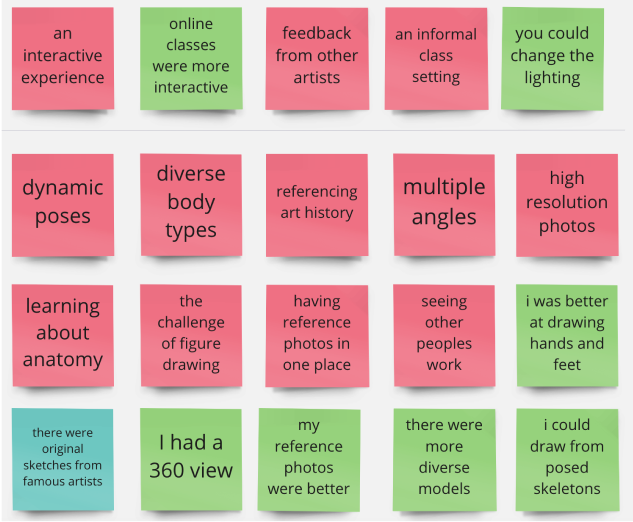 an
interactive
experience
online
classes
were more
interactive
feedback
from other
artists
an informal
class
setting
you could
change the
lighting
dynamic
poses
diverse
body
types
referencing
art history
multiple
angles
high
resolution
photos
learning
about
anatomy
the
challenge
of figure
drawing
having
reference
photos in
one place
seeing
other
peoples
work
i was better
at drawing
hands and
feet
there were
original
sketches from
famous artists
I had a
360 view
my
reference
photos
were better
there were
more
diverse
models
i could
draw from
posed
skeletons